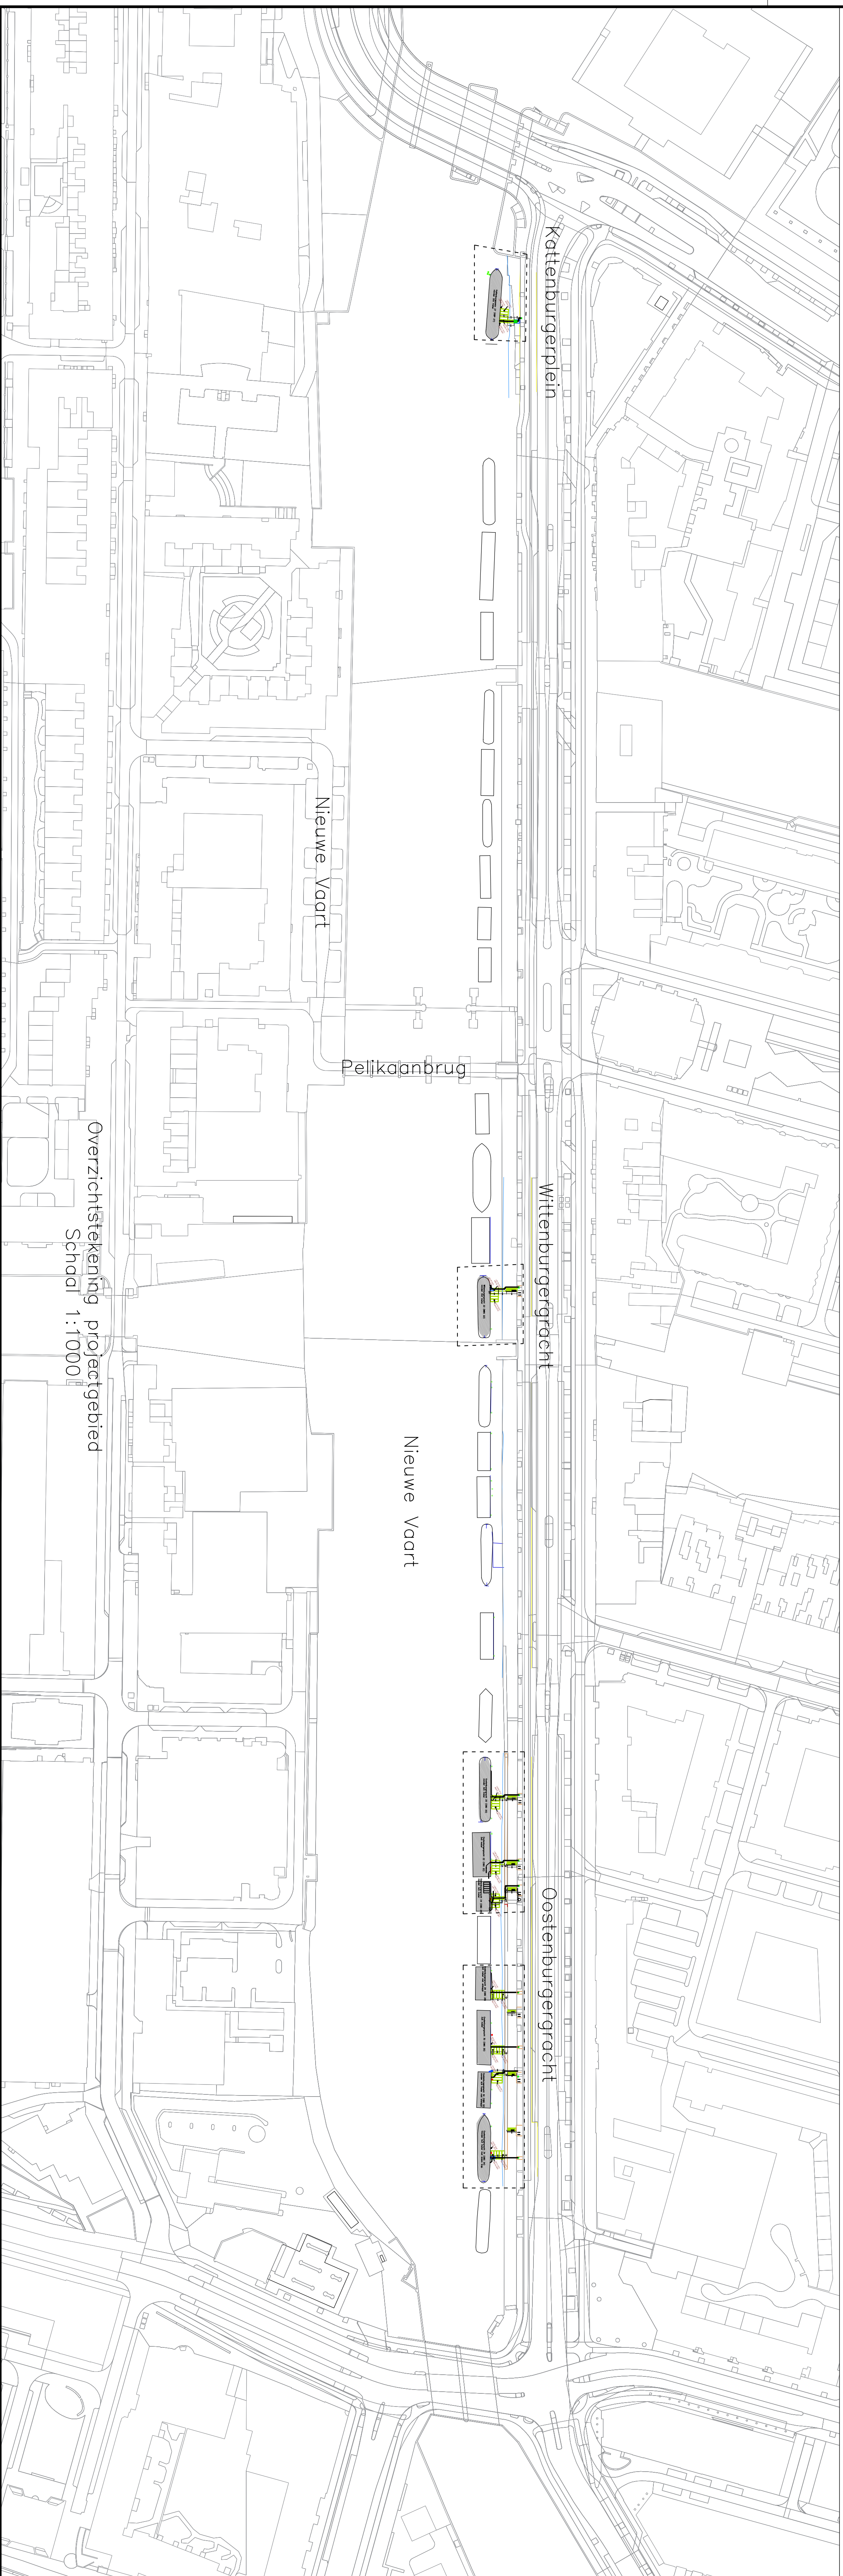 Kattenburgerplein
Nieuwe Vaart
Pelikaanbrug
Wittenburgergracht
Overzichtstekening projectgebied
Schaal 1:1000
Nieuwe Vaart
Oostenburgergracht